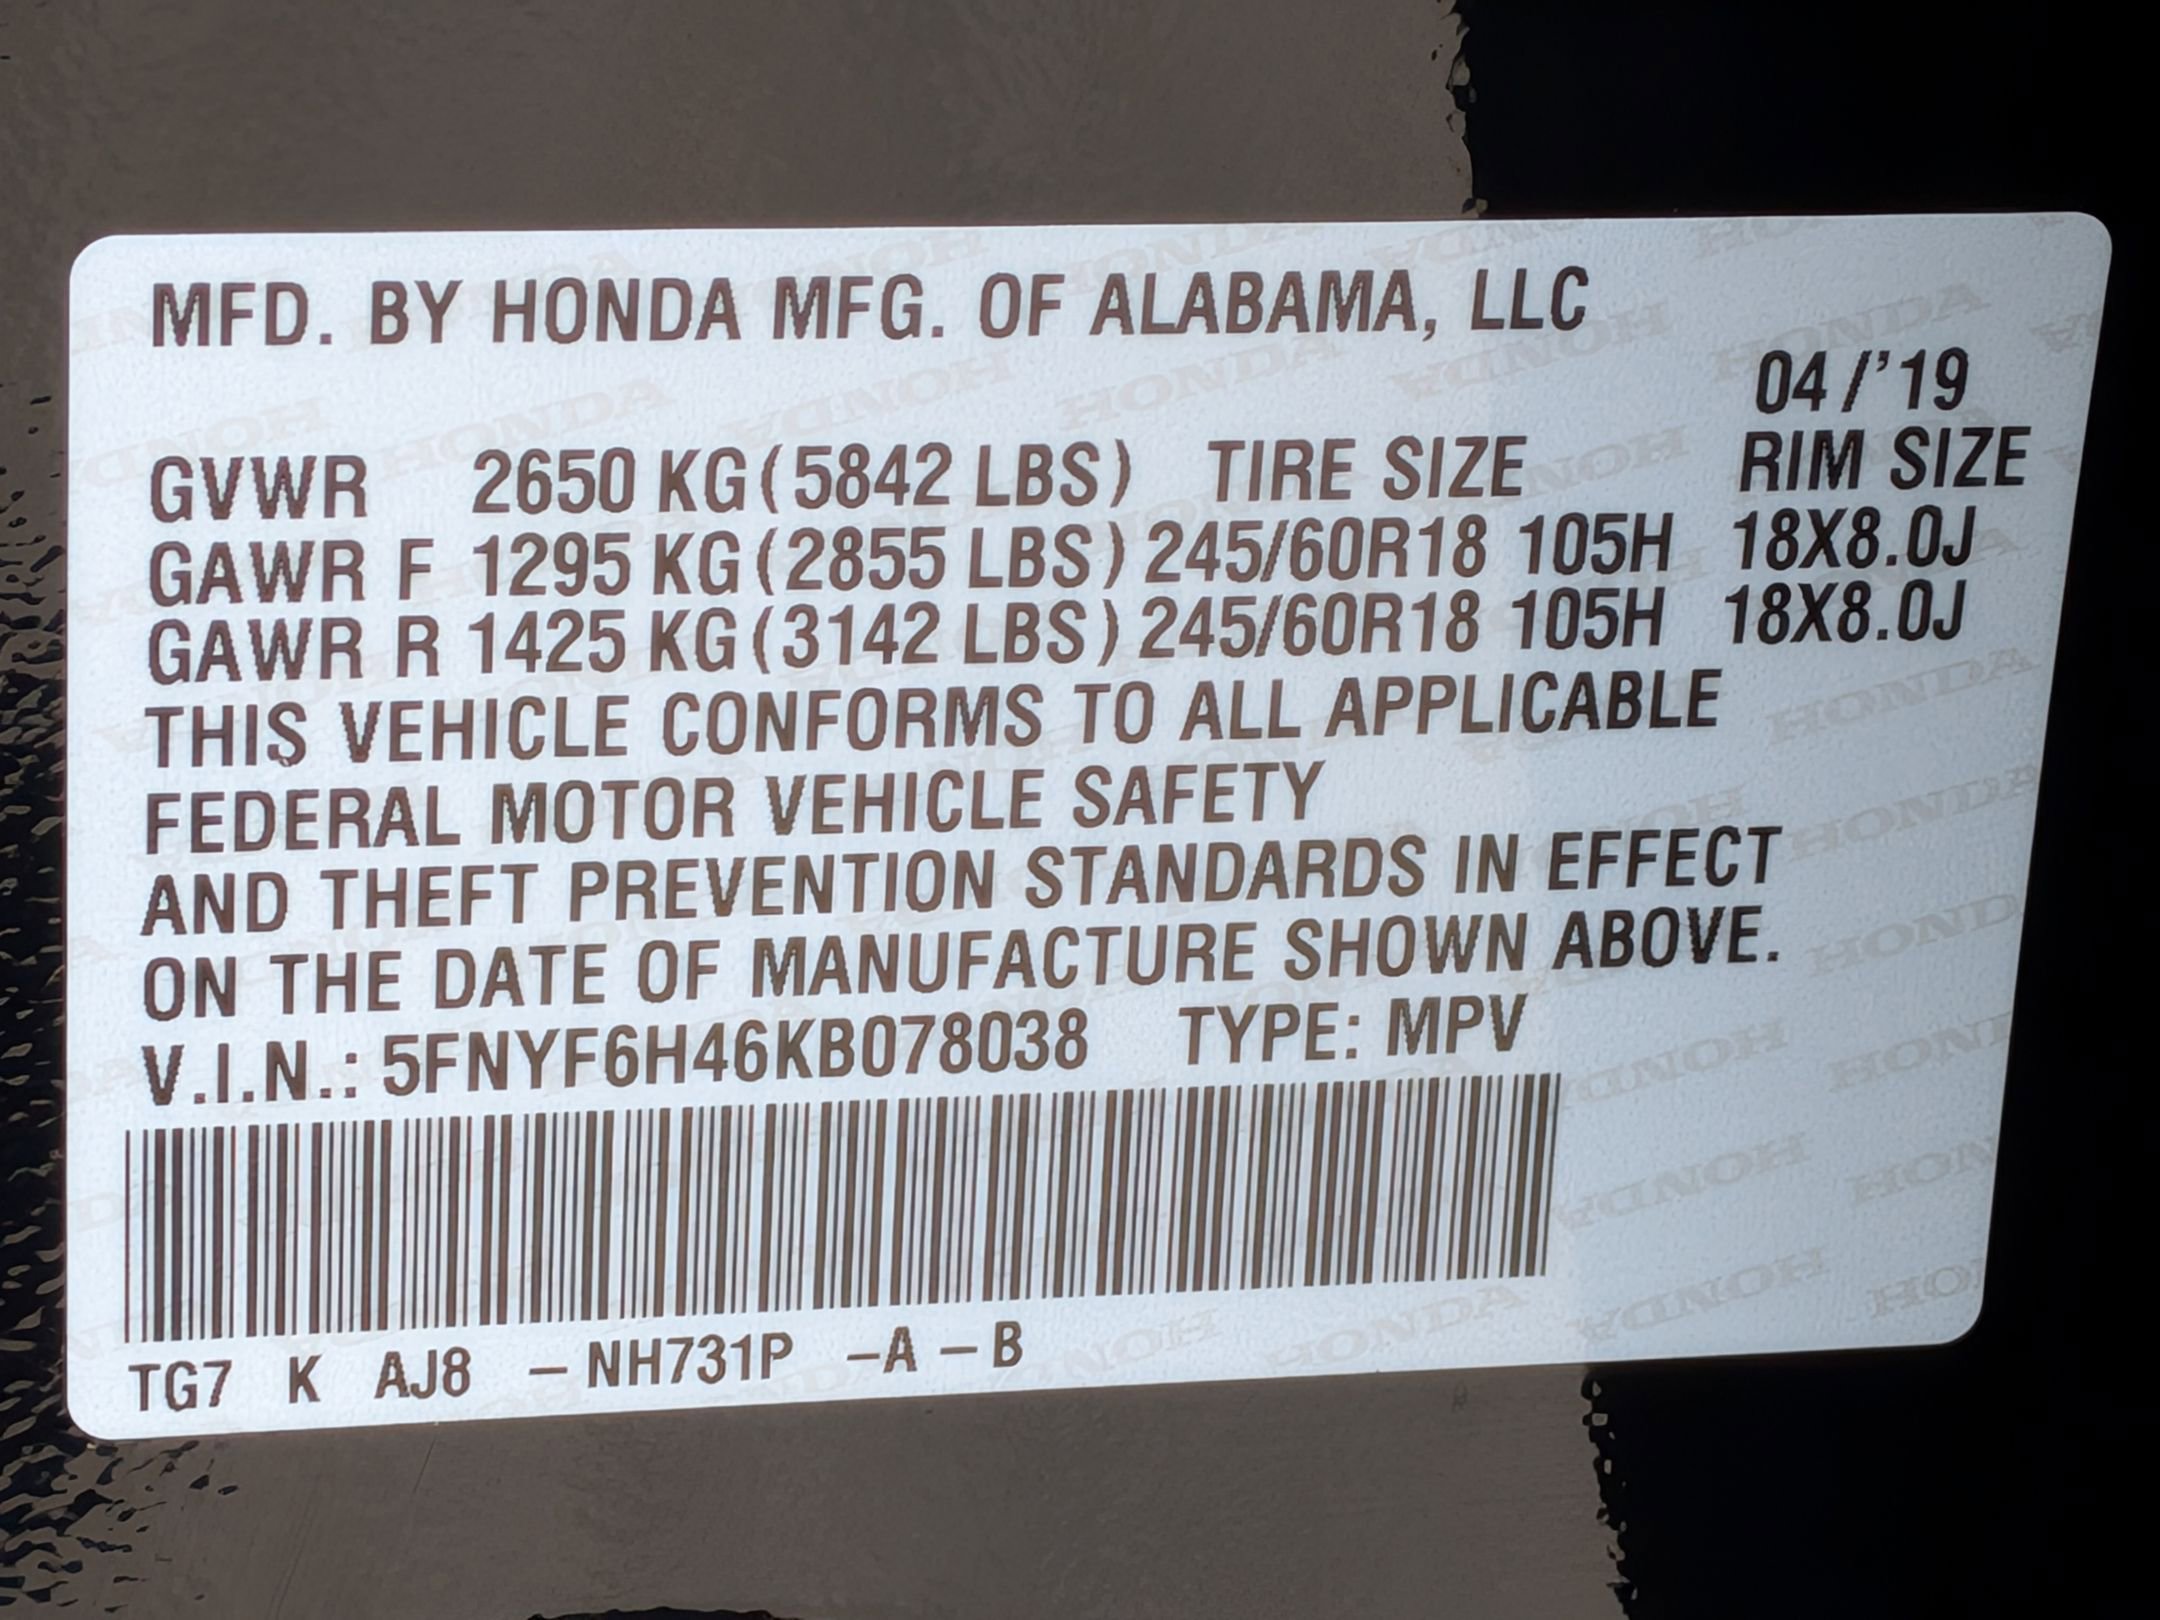 MFD. BY HONDA MFG. OF ALABAMA, LLC
04/'19
GVWR 2650 KG(5842 LBS) TIRE SIZE RIM SIZE
GAWR F 1295 KG(2855 LBS) 245/60R18 105H 18X8.0J
GAWR R 1425 KG(3142 LBS) 245/60R18 105H 18X8.0J
THIS VEHICLE CONFORMS TO ALL APPLICABLE
FEDERAL MOTOR VEHICLE SAFETY
AND THEFT PREVENTION STANDARDS IN EFFECT
ON THE DATE OF MANUFACTURE SHOWN ABOVE.
V.I.N.: 5FNYF6H46KB078038 TYPE: MPV
TG7 K AJ8 – NH731P –A – B